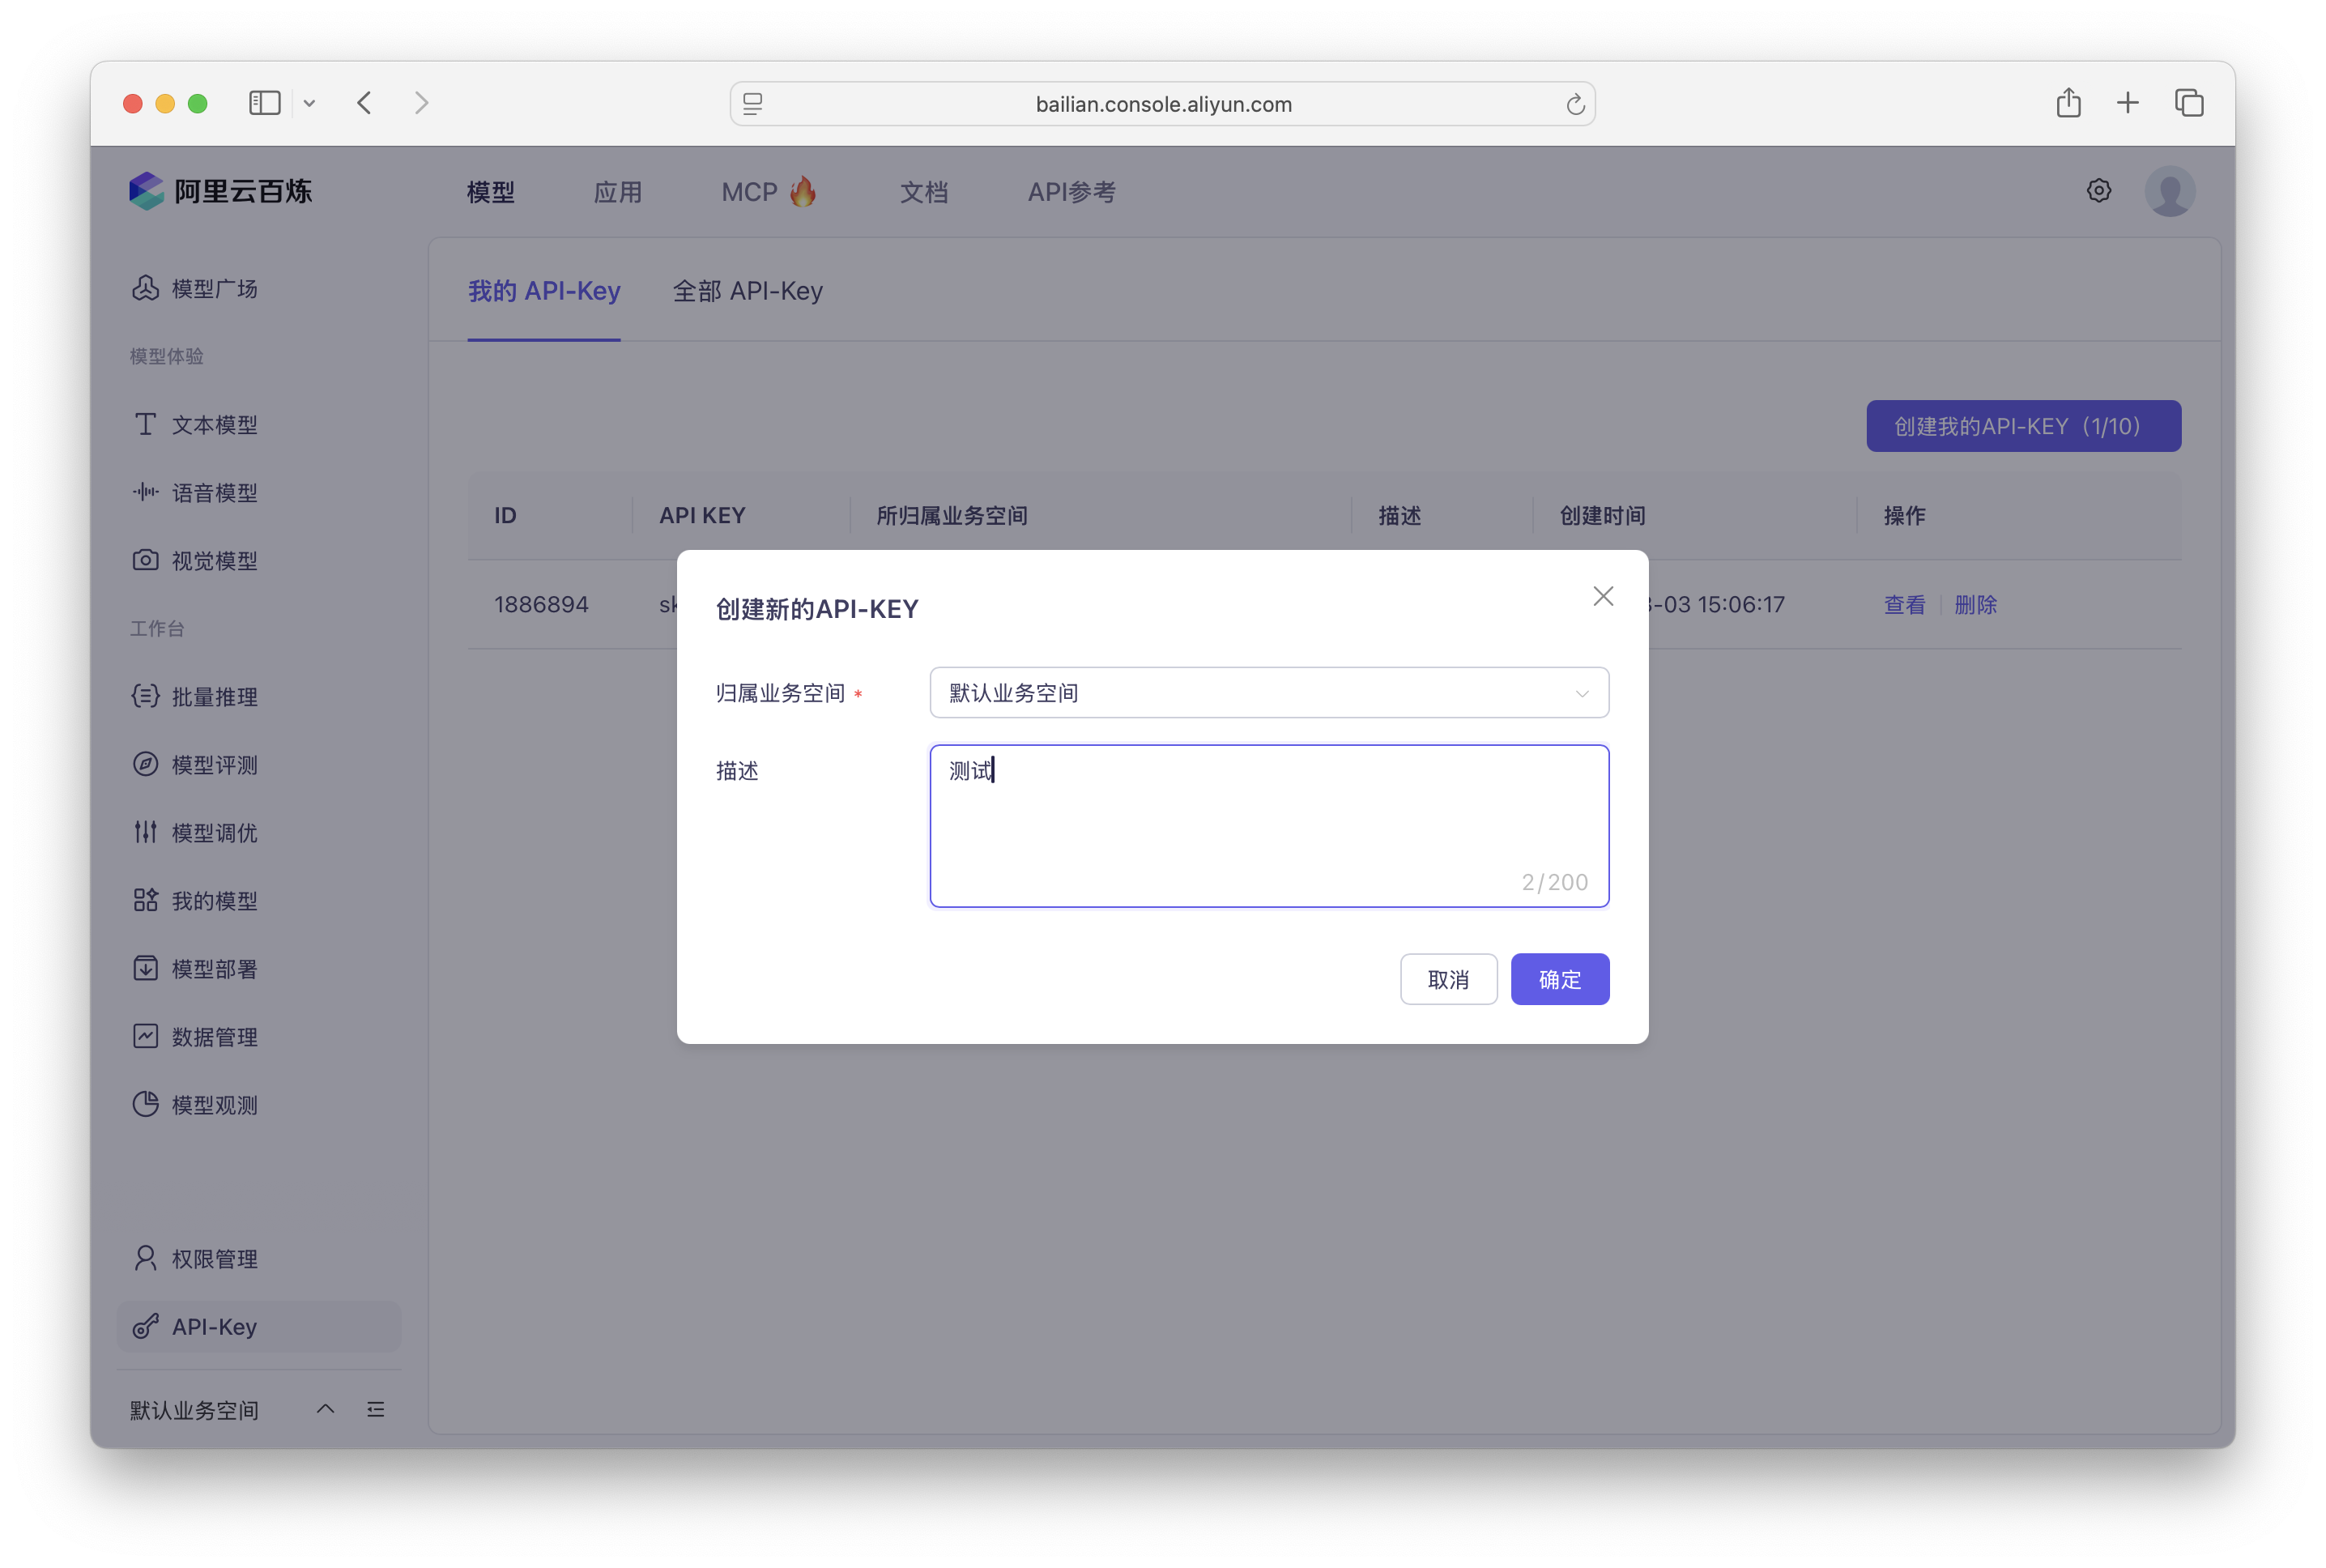 bailian.console.aliyun.com
阿里云百炼
模型 应用 MCP 文档 API参考
模型广场
模型体验
文本模型
语音模型
视觉模型
工作台
批量推理
模型评测
模型调优
我的模型
模型部署
数据管理
模型观测
权限管理
API-Key
默认业务空间
我的 API-Key 全部 API-Key
创建我的API-KEY（1/10）
ID API KEY 所归属业务空间 描述 创建时间 操作
1886894 sk -03 15:06:17 查看 删除
创建新的API-KEY
归属业务空间 * 默认业务空间
描述 测试
2/200
取消 确定